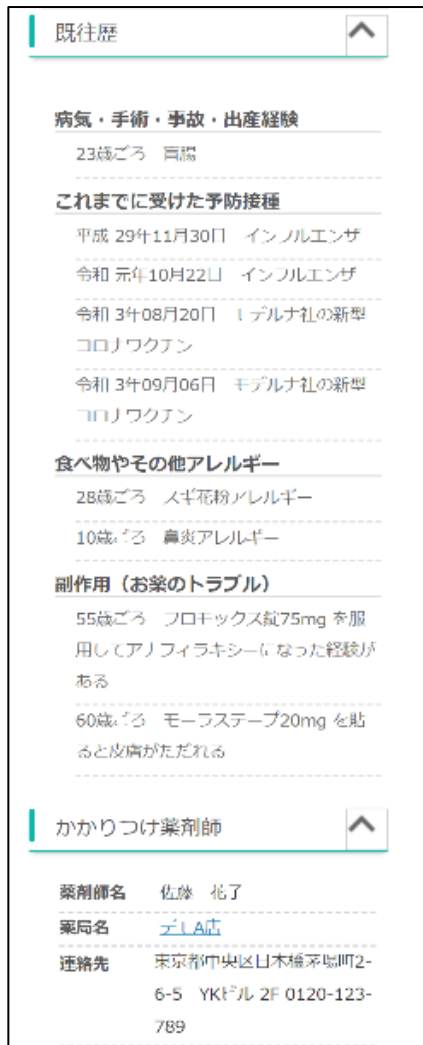 既往歴
病気・手術・事故・出産経験
23歳ごろ　盲腸
これまでに受けた予防接種
平成 29年11月30日　インフルエンザ
令和 元年10月22日　インフルエンザ
令和 3年08月20日　モデルナ社の新型
コロナワクチン
令和 3年09月06日　モデルナ社の新型
コロナワクチン
食べ物やその他アレルギー
28歳ごろ　スギ花粉アレルギー
10歳ごろ　鼻炎アレルギー
副作用（お薬のトラブル）
55歳ごろ　フロモックス錠75mg を服
用してアナフィラキシーになった経験が
ある
60歳ごろ　モーラステープ20mg を貼
ると皮膚がただれる
かかりつけ薬剤師
薬剤師名　佐藤　花子
薬局名　デモA店
連絡先　東京都中央区日本橋茅場町2-
6-5　YKビル 2F 0120-123-
789